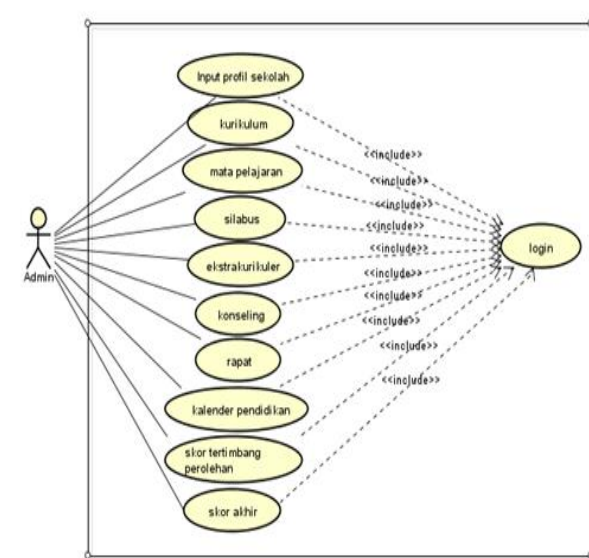 Input profil sekolah
kurikulum
<<include>>
mata pelajaran
<<include>>
<<include>>
silabus
<<include>>
login
<<include>>
ekstrakurikuler
<<include>>
Admin
konseling
<<include>>
<<include>>
rapat
<<include>>
<<include>>
kalender pendidikan
skor tertimbang
perolehan
skor akhir